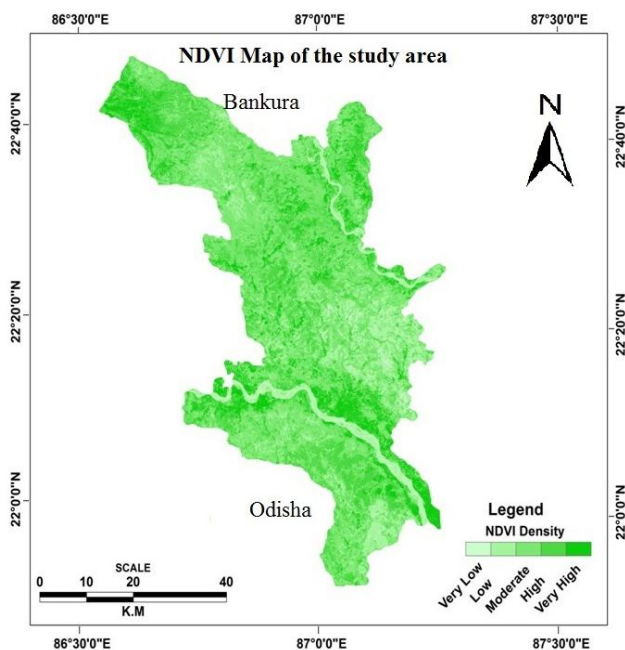 86°30'0"E 87°0'0"E 87°30'0"E
NDVI Map of the study area
Bankura
N
22°40'0"N 22°40'0"N
22°20'0"N 22°20'0"N
22°0'0"N 22°0'0"N
Odisha
Legend
NDVI Density
Very Low
Low
Moderate
High
Very High
SCALE
0 10 20 40
K.M
86°30'0"E 87°0'0"E 87°30'0"E